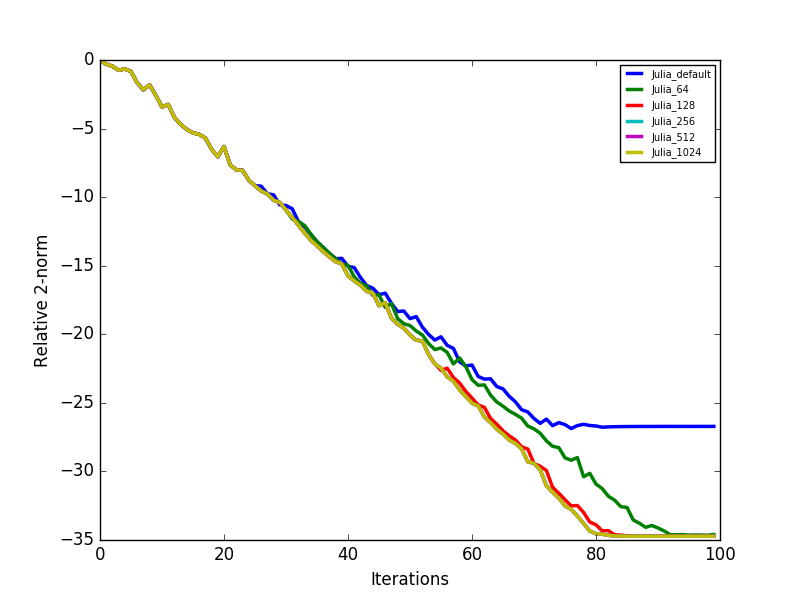 0
−5
−10
−15
−20
−25
−30
−35
Relative 2-norm
0
20
40
60
80
100
Iterations
Julia_default
Julia_64
Julia_128
Julia_256
Julia_512
Julia_1024